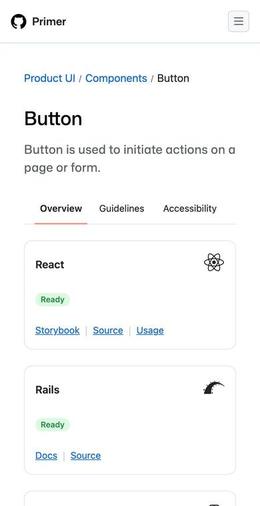 Primer
Product UI / Components / Button
Button
Button is used to initiate actions on a
page or form.
Overview Guidelines Accessibility
React
Ready
Storybook | Source | Usage
Rails
Ready
Docs | Source